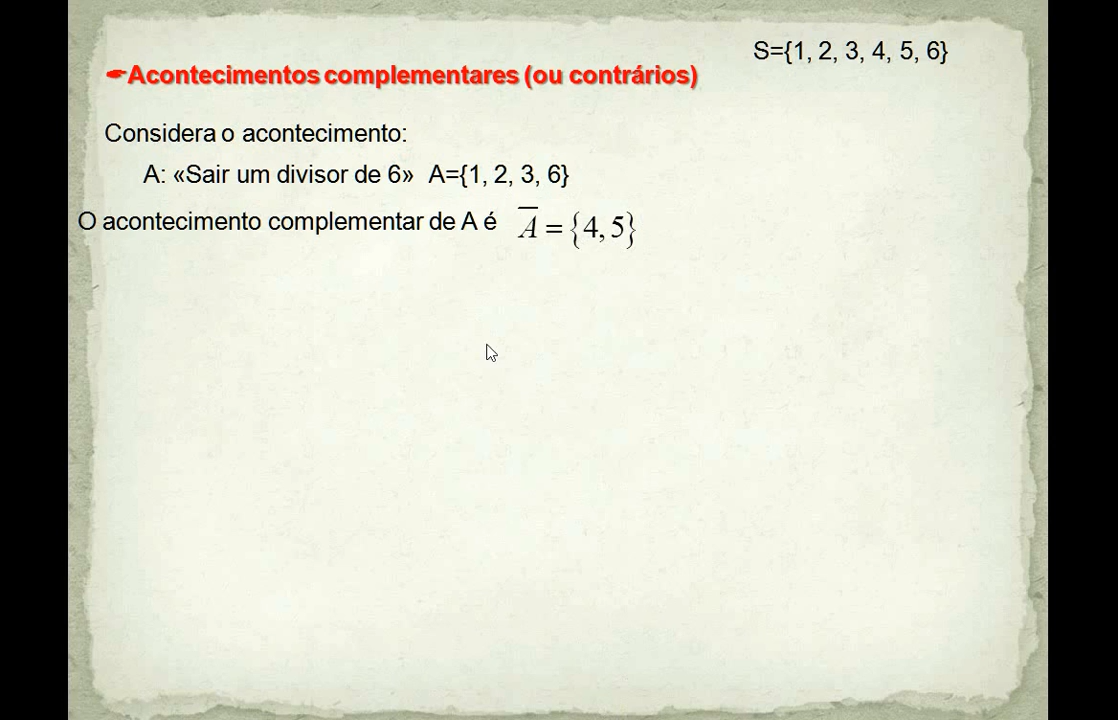 S={1, 2, 3, 4, 5, 6}
Acontecimentos complementares (ou contrários)
Considera o acontecimento:
A: «Sair um divisor de 6» A={1, 2, 3, 6}
O acontecimento complementar de A é A̅ = {4,5}